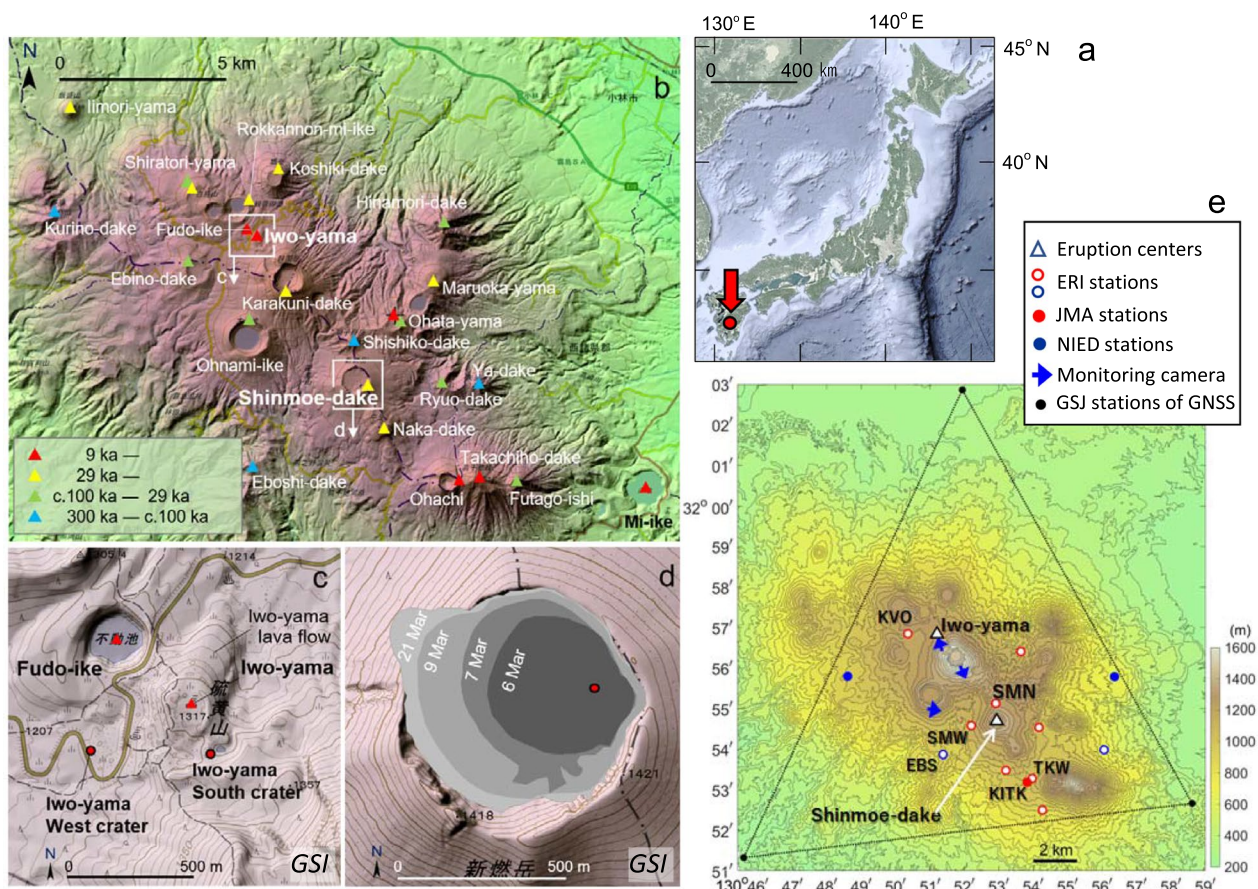 130° E
140° E
45° N
40° N
0
400 km
a
N
0
5 km
b
小林市
Iimori-yama
Rokkannon-mi-ike
Shiratori-yama
Koshiki-dake
Hinamori-dake
Kurino-dake
Fudo-ike
Iwo-yama
Ebino-dake
c
Karakuni-dake
Maruoka-yama
Ohata-yama
Shishiko-dake
Ohnami-ike
Ya-dake
Shinmoe-dake
Ryuo-dake
d
Naka-dake
Takachiho-dake
Eboshi-dake
Ohachi
Futago-ishi
Mi-ike
9 ka —
29 ka —
c.100 ka — 29 ka
300 ka — c.100 ka
e
Eruption centers
ERI stations
JMA stations
NIED stations
Monitoring camera
GSJ stations of GNSS
c
1214
不動池
Fudo-ike
Iwo-yama
lava flow
Iwo-yama
硫黄山
1317
1207
Iwo-yama
South crater
1357
Iwo-yama
West crater
N
0
500 m
GSI
d
21 Mar
9 Mar
7 Mar
6 Mar
1421
1418
N
0
500 m
新燃岳
GSI
03′
02′
01′
32° 00′
59′
58′
57′
56′
55′
54′
53′
52′
51′
130° 46′
47′
48′
49′
50′
51′
52′
53′
54′
55′
56′
57′
58′
59′
KVO
Iwo-yama
SMN
SMW
EBS
TKW
KITK
Shinmoe-dake
2 km
(m)
1600
1400
1200
1000
800
600
400
200